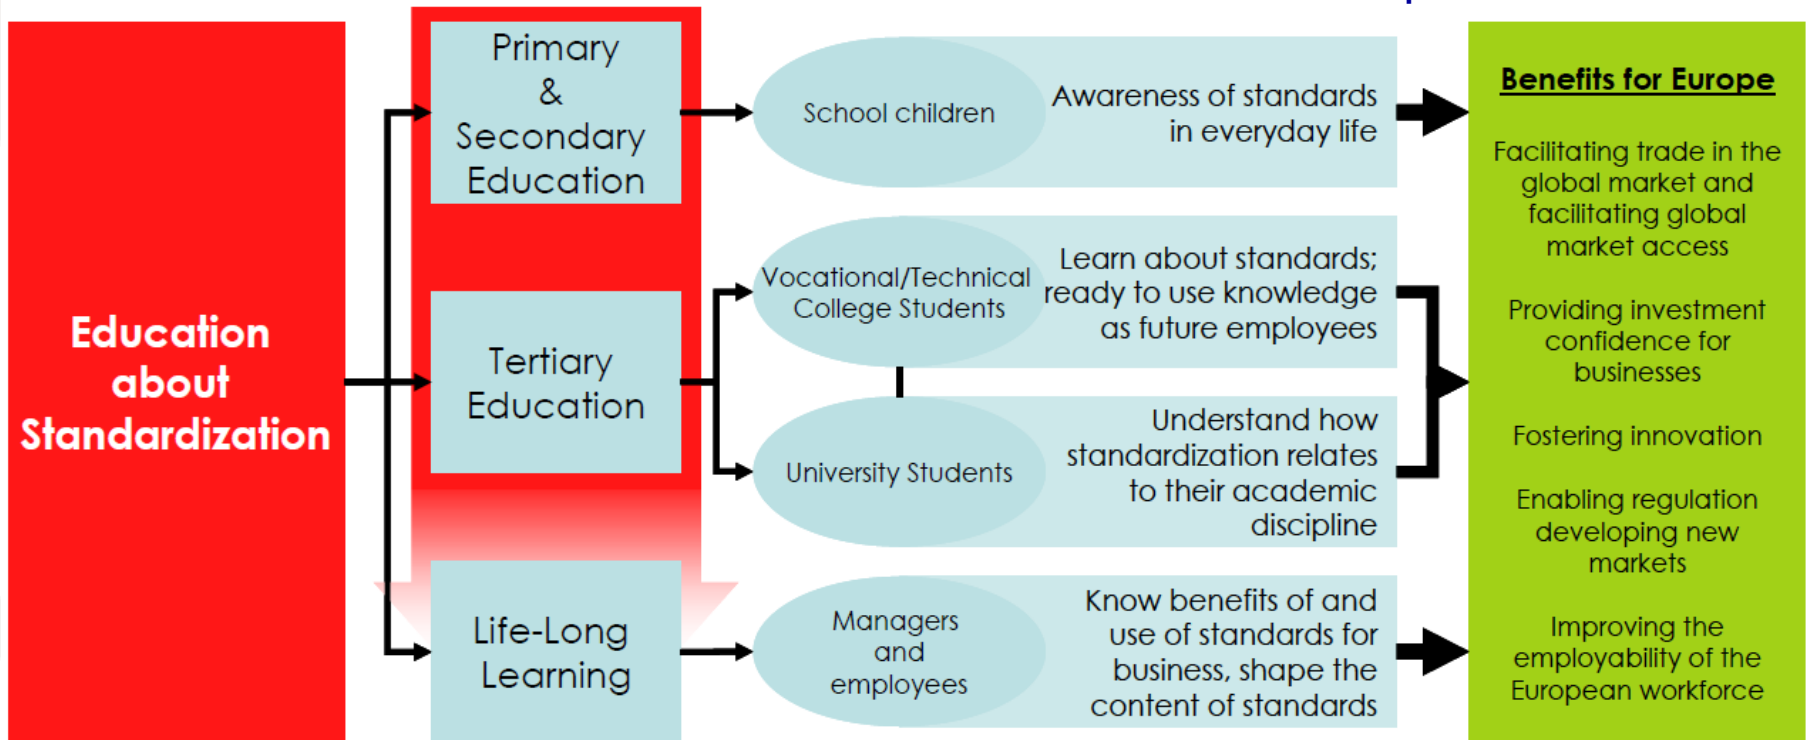 Education
about
Standardization
Primary
&
Secondary
Education
Tertiary
Education
Life-Long
Learning
School children
Awareness of standards
in everyday life
Vocational/Technical
College Students
Learn about standards;
ready to use knowledge
as future employees
University Students
Understand how
standardization relates
to their academic
discipline
Managers
and
employees
Know benefits of and
use of standards for
business, shape the
content of standards
Benefits for Europe
Facilitating trade in the
global market and
facilitating global
market access
Providing investment
confidence for
businesses
Fostering innovation
Enabling regulation
developing new
markets
Improving the
employability of the
European workforce